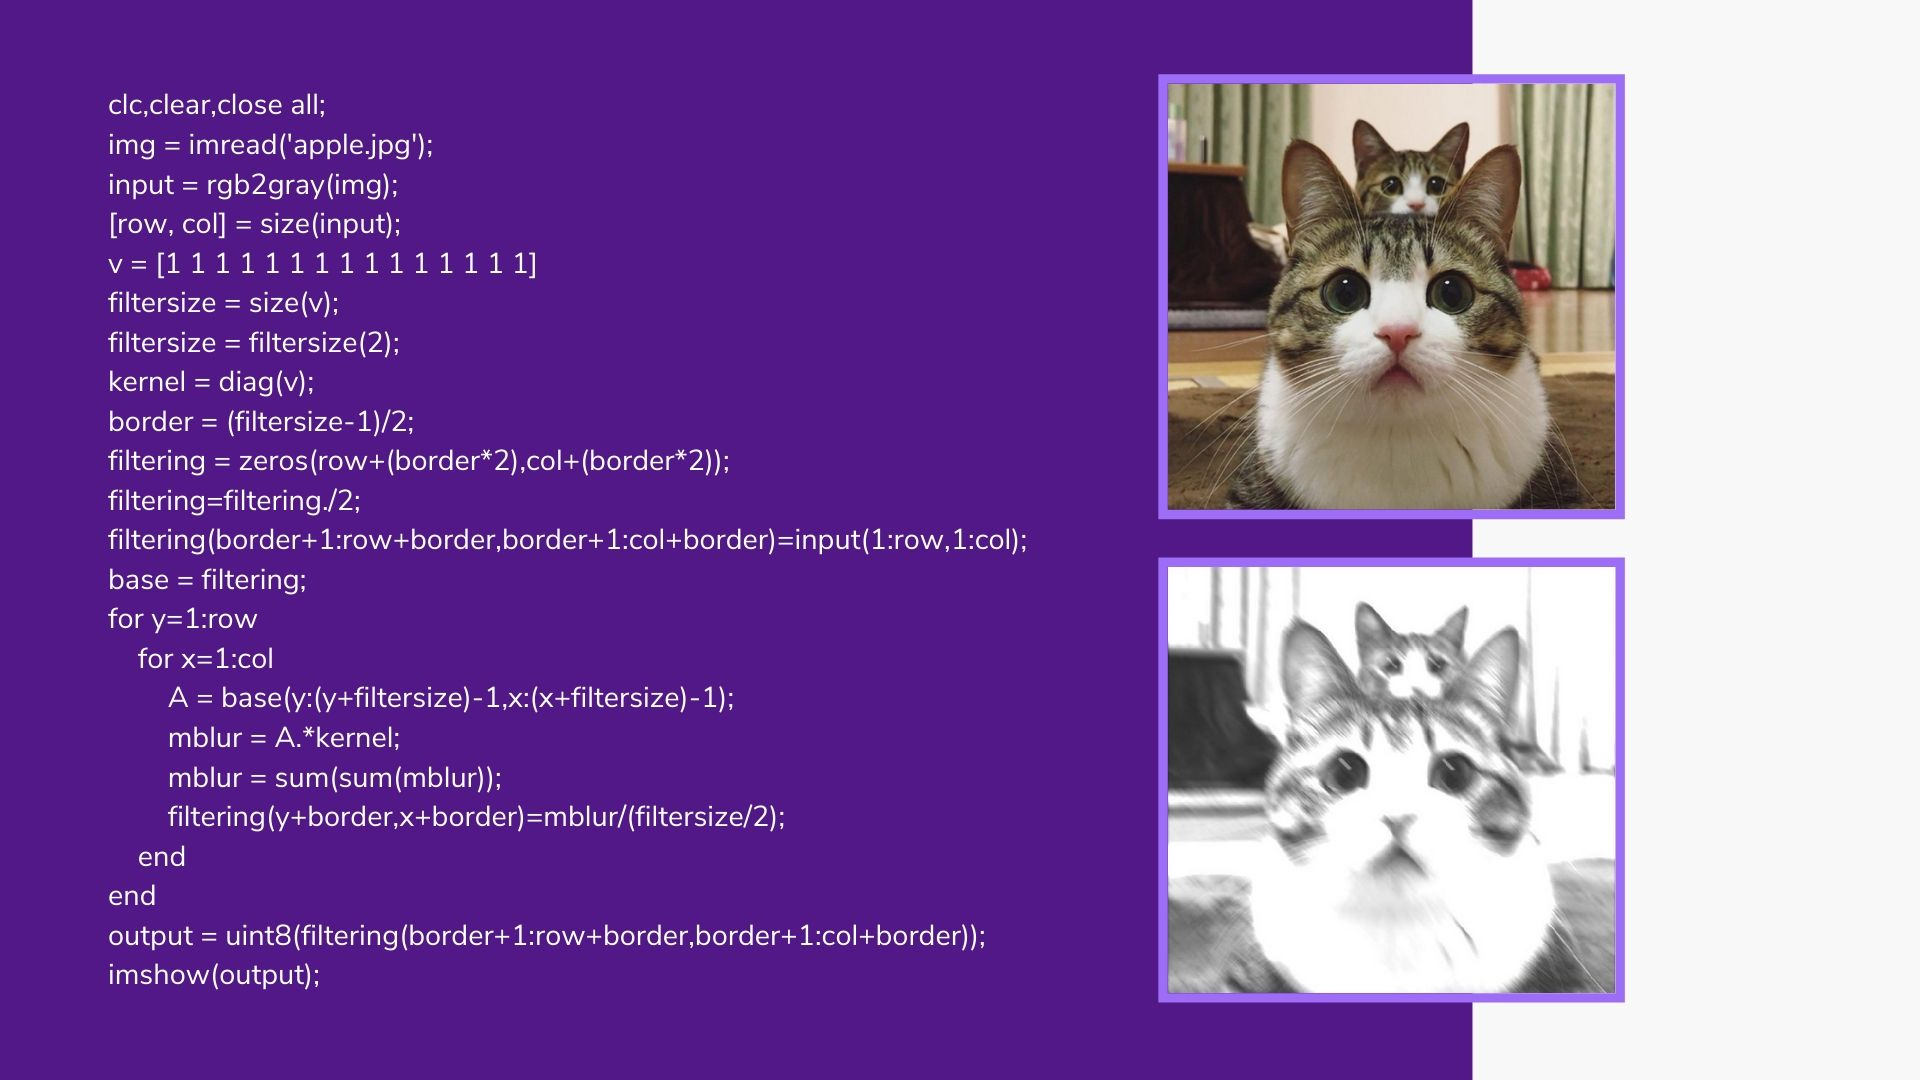 clc,clear,close all;
img = imread('apple.jpg');
input = rgb2gray(img);
[row, col] = size(input);
v = [1 1 1 1 1 1 1 1 1 1 1 1 1 1 1]
filtersize = size(v);
filtersize = filtersize(2);
kernel = diag(v);
border = (filtersize-1)/2;
filtering = zeros(row+(border*2),col+(border*2));
filtering=filtering./2;
filtering(border+1:row+border,border+1:col+border)=input(1:row,1:col);
base = filtering;
for y=1:row
for x=1:col
A = base(y:(y+filtersize)-1,x:(x+filtersize)-1);
mblur = A.*kernel;
mblur = sum(sum(mblur));
filtering(y+border,x+border)=mblur/(filtersize/2);
end
end
output = uint8(filtering(border+1:row+border,border+1:col+border));
imshow(output);